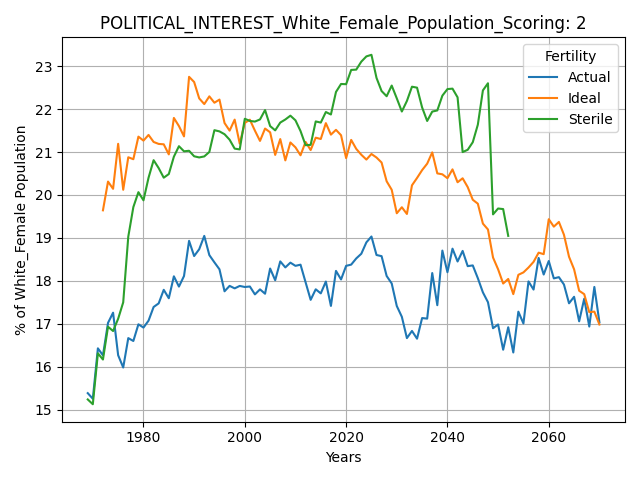 POLITICAL_INTEREST_White_Female_Population_Scoring: 2
Fertility
Actual
Ideal
Sterile
% of White_Female Population
23
22
21
20
19
18
17
16
15
1980
2000
2020
2040
2060
Years